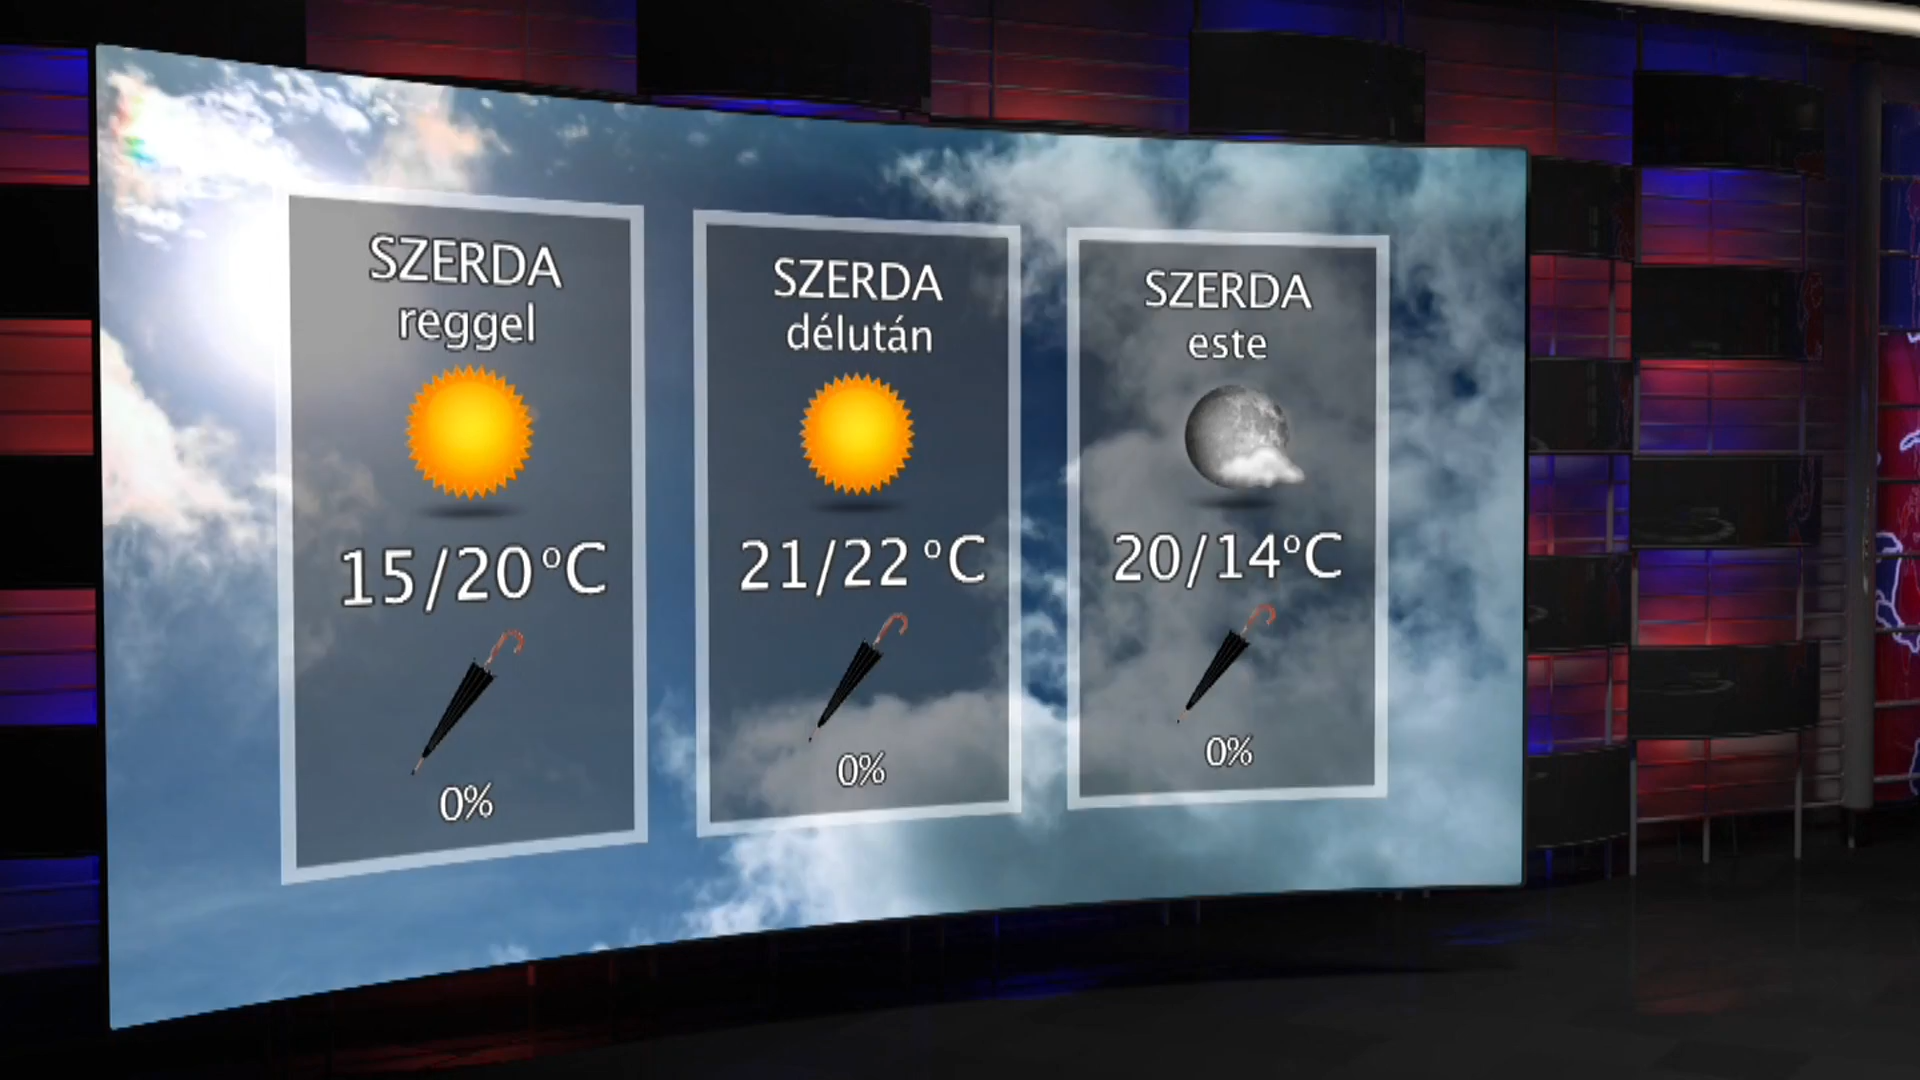 SZERDA
reggel
15/20°C
0%
SZERDA
délután
21/22 °C
0%
SZERDA
este
20/14°C
0%